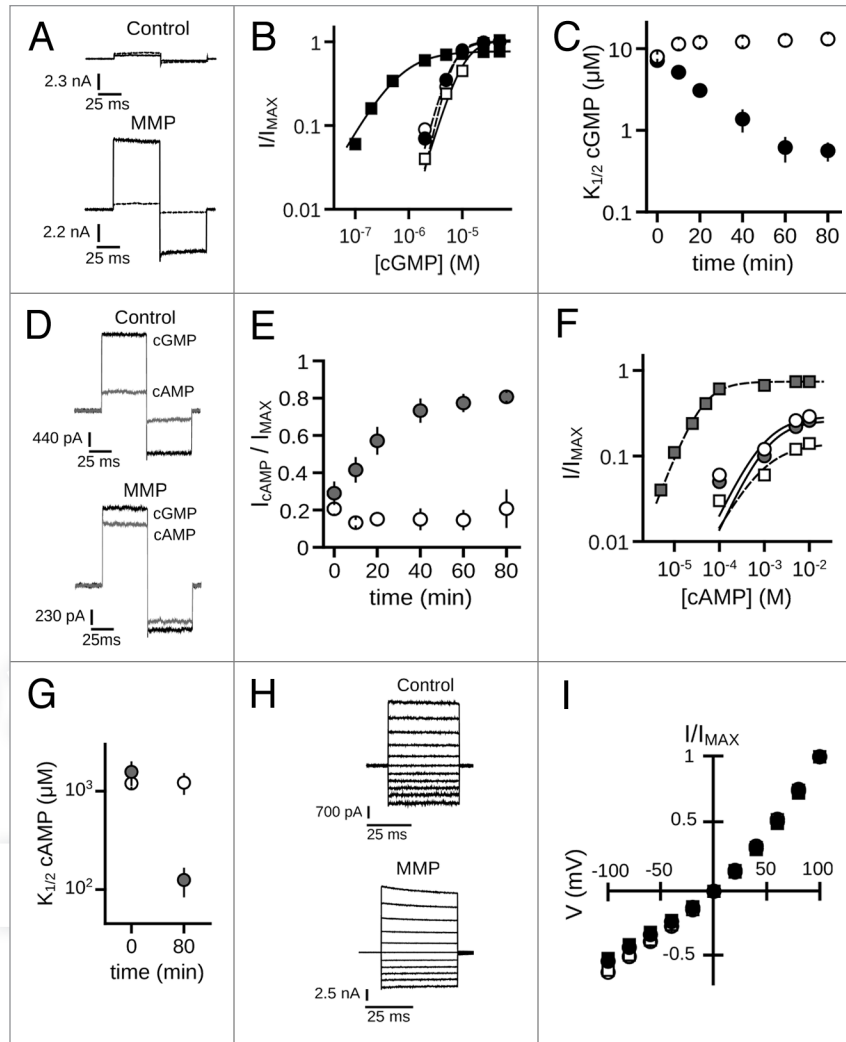 A
Control
2.3 nA
25 ms
MMP
2.2 nA
25 ms
B
I/I_MAX
1
0.1
0.01
10⁻⁷ 10⁻⁶ 10⁻⁵
[cGMP] (M)
C
K₁/₂ cGMP (µM)
10
1
0.1
0 20 40 60 80
time (min)
D
Control
cGMP
cAMP
440 pA
25 ms
MMP
cGMP
cAMP
230 pA
25ms
E
I_cAMP / I_MAX
1
0.8
0.6
0.4
0.2
0
0 20 40 60 80
time (min)
F
I/I_MAX
1
0.1
0.01
10⁻⁵ 10⁻⁴ 10⁻³ 10⁻²
[cAMP] (M)
G
K₁/₂ cAMP (µM)
10³
10²
0 80
time (min)
H
Control
700 pA
25 ms
MMP
2.5 nA
25 ms
I
I/I_MAX
1
0.5
-100 -50 50 100
V (mV)
-0.5